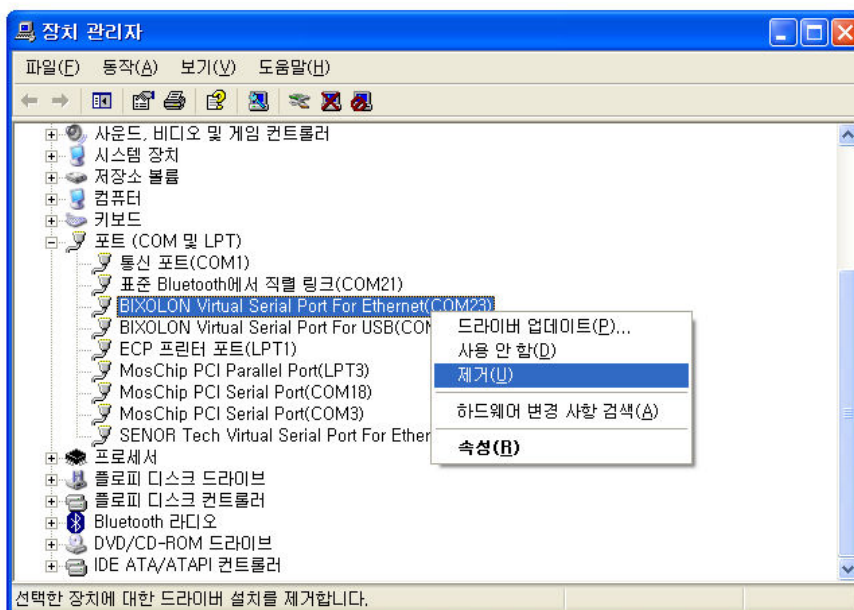 장치 관리자
파일(F) 동작(A) 보기(V) 도움말(H)
사운드, 비디오 및 게임 컨트롤러
시스템 장치
저장소 볼륨
컴퓨터
키보드
포트 (COM 및 LPT)
통신 포트(COM1)
표준 Bluetooth에서 직렬 링크(COM21)
BIXOLON Virtual Serial Port For Ethernet(COM23)
BIXOLON Virtual Serial Port For USB(COM
ECP 프린터 포트(LPT1)
MosChip PCI Parallel Port(LPT3)
MosChip PCI Serial Port(COM18)
MosChip PCI Serial Port(COM3)
SENOR Tech Virtual Serial Port For Ether
프로세서
플로피 디스크 드라이브
플로피 디스크 컨트롤러
Bluetooth 라디오
DVD/CD-ROM 드라이브
IDE ATA/ATAPI 컨트롤러
드라이버 업데이트(P)...
사용 안 함(D)
제거(U)
하드웨어 변경 사항 검색(A)
속성(R)
선택한 장치에 대한 드라이버 설치를 제거합니다.